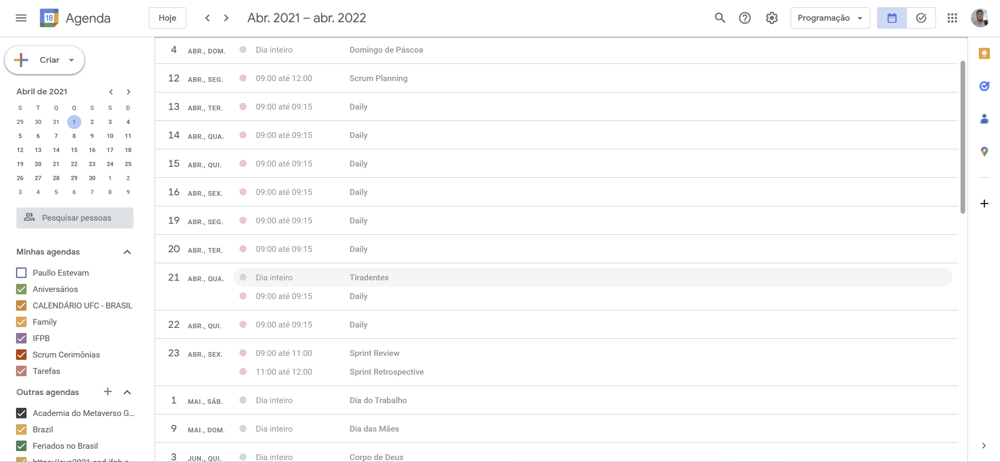 18 Agenda Hoje Abr. 2021 – abr. 2022 Programação
Criar
Abril de 2021
S T Q Q S S D
29 30 31 1 2 3 4
5 6 7 8 9 10 11
12 13 14 15 16 17 18
19 20 21 22 23 24 25
26 27 28 29 30 1 2
3 4 5 6 7 8 9
Pesquisar pessoas
Minhas agendas
Paullo Estevam
Aniversários
CALENDÁRIO UFC - BRASIL
Family
IFPB
Scrum Cerimônias
Tarefas
Outras agendas
Academia do Metaverso G...
Brazil
Feriados no Brasil
4 ABR., DOM. Dia inteiro Domingo de Páscoa
12 ABR., SEG. 09:00 até 12:00 Scrum Planning
13 ABR., TER. 09:00 até 09:15 Daily
14 ABR., QUA. 09:00 até 09:15 Daily
15 ABR., QUI. 09:00 até 09:15 Daily
16 ABR., SEX. 09:00 até 09:15 Daily
19 ABR., SEG. 09:00 até 09:15 Daily
20 ABR., TER. 09:00 até 09:15 Daily
21 ABR., QUA. Dia inteiro Tiradentes
09:00 até 09:15 Daily
22 ABR., QUI. 09:00 até 09:15 Daily
23 ABR., SEX. 09:00 até 11:00 Sprint Review
11:00 até 12:00 Sprint Retrospective
1 MAI., SÁB. Dia inteiro Dia do Trabalho
9 MAI., DOM. Dia inteiro Dia das Mães
3 JUN., QUI. Dia inteiro Corpo de Deus